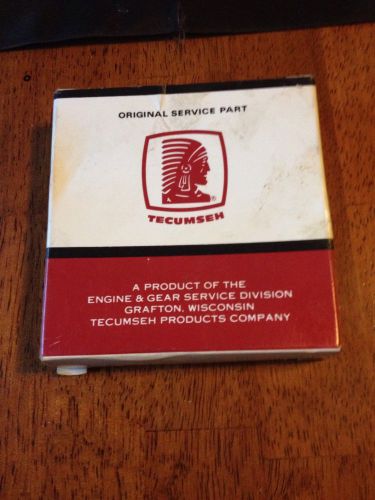 ORIGINAL SERVICE PART
®
TECUMSEH
A PRODUCT OF THE
ENGINE & GEAR SERVICE DIVISION
GRAFTON, WISCONSIN
TECUMSEH PRODUCTS COMPANY